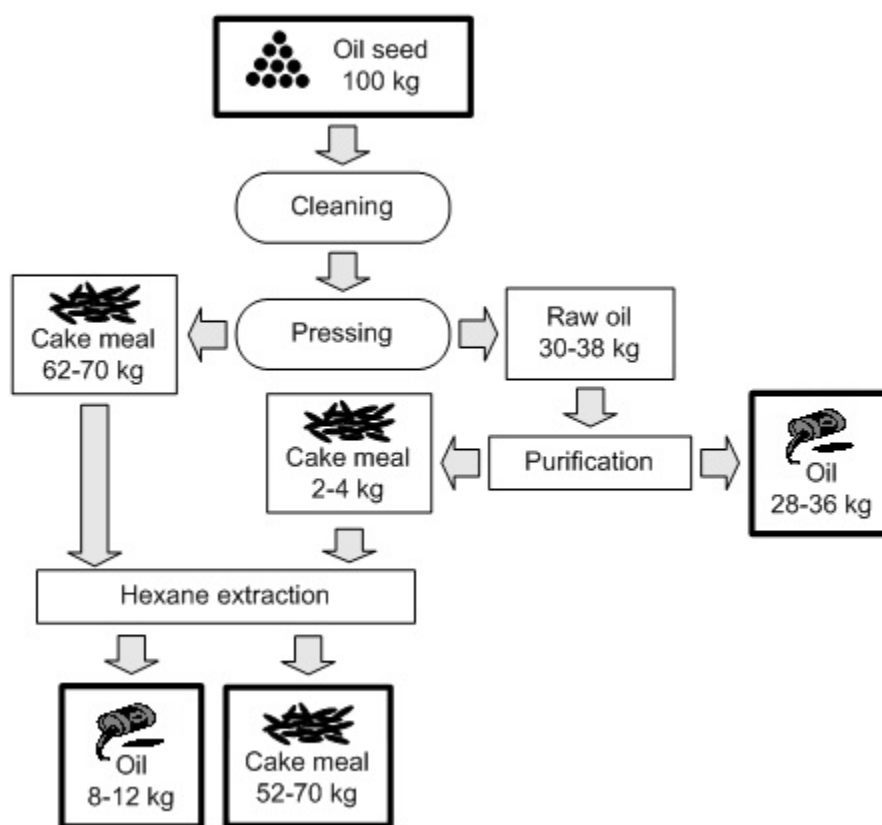 Oil seed
100 kg
Cleaning
Pressing
Cake meal
62-70 kg
Raw oil
30-38 kg
Cake meal
2-4 kg
Purification
Oil
28-36 kg
Hexane extraction
Oil
8-12 kg
Cake meal
52-70 kg